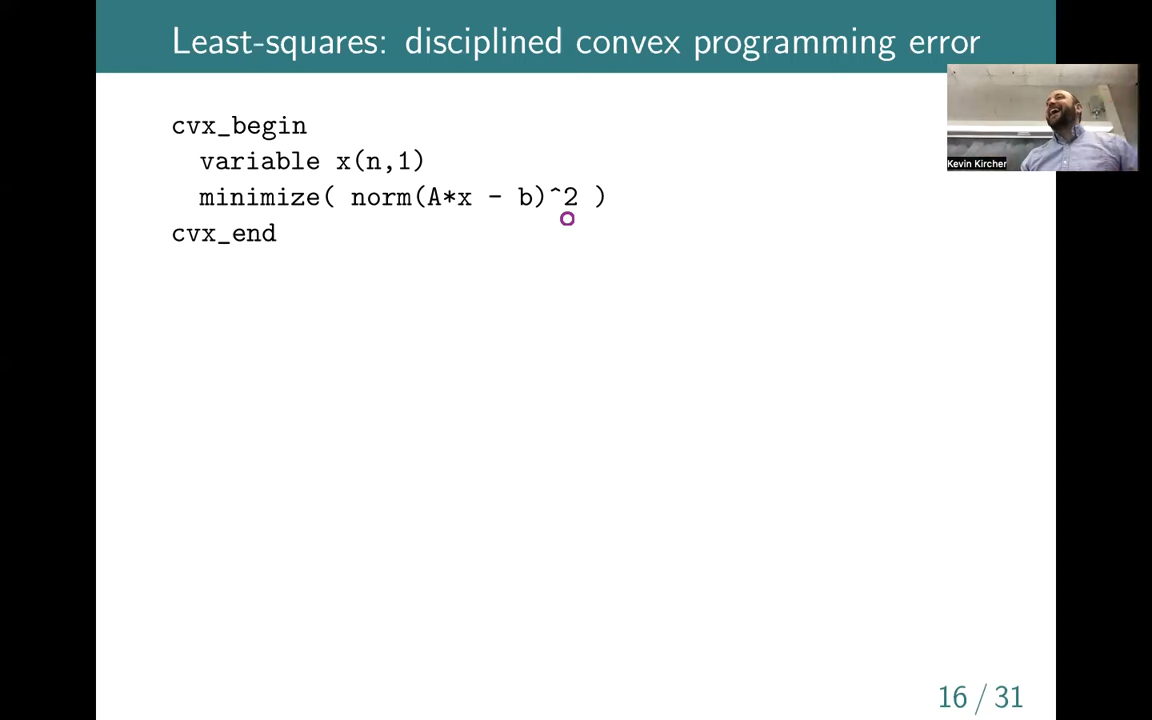 Least-squares: disciplined convex programming error
cvx_begin
variable x(n,1)
minimize( norm(A*x - b)^2 )
cvx_end
Kevin Kircher
16 / 31